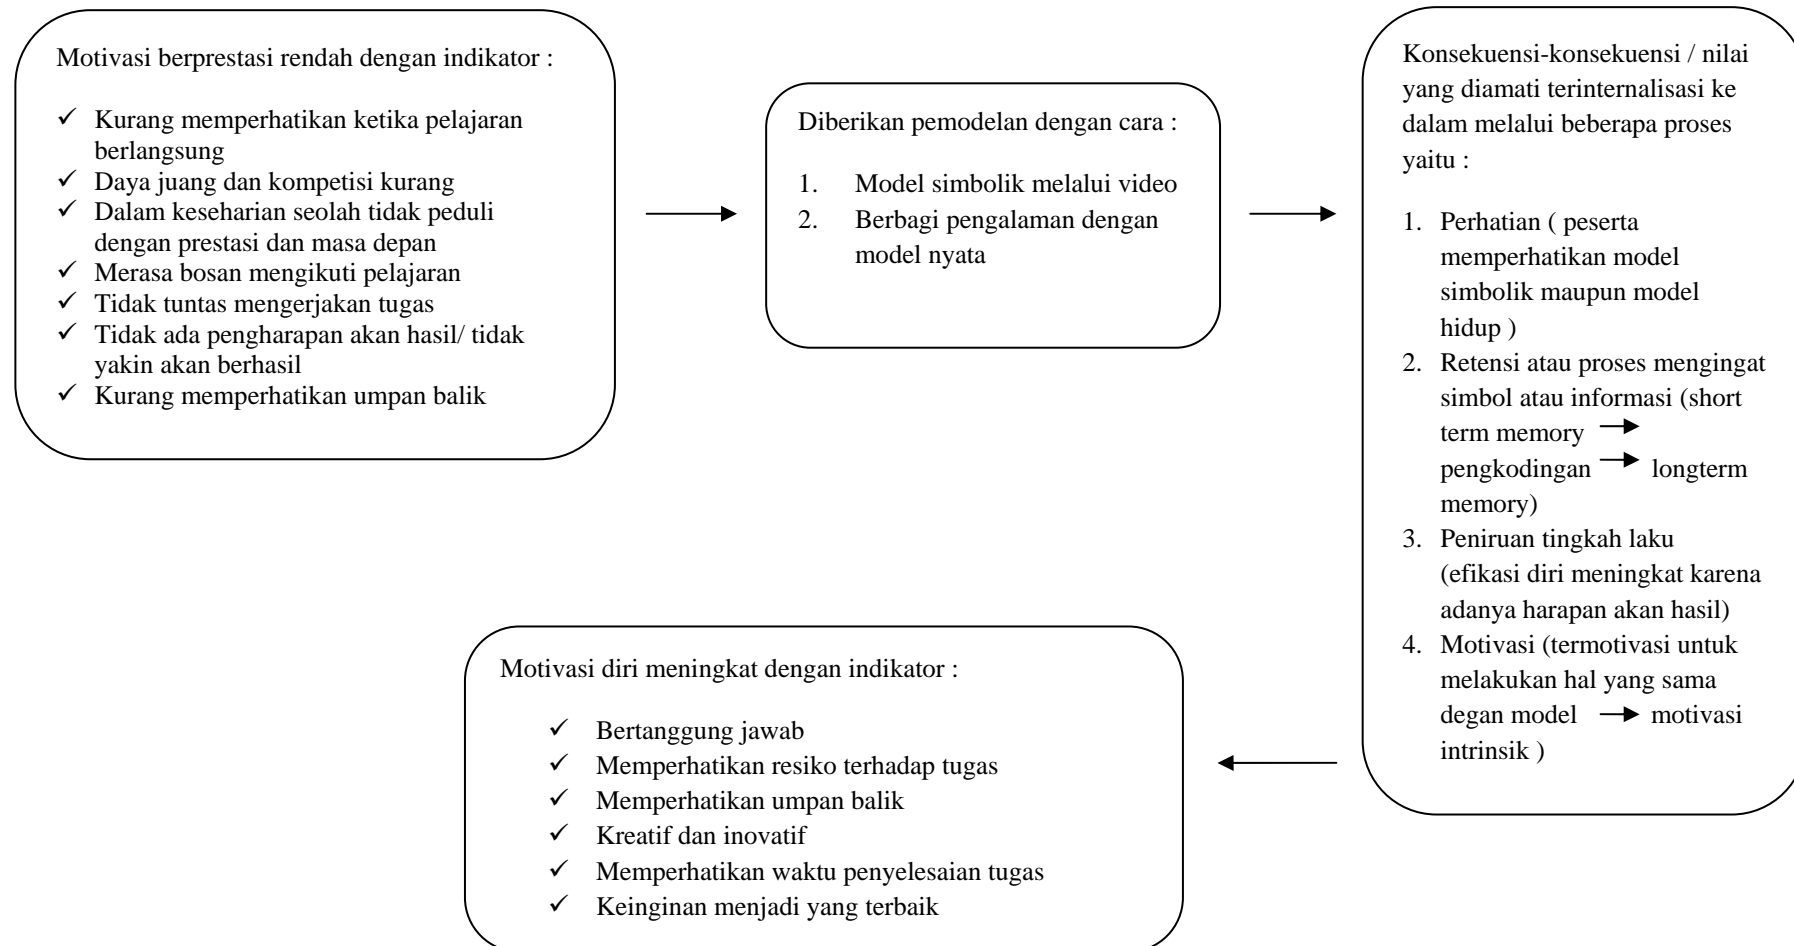 Motivasi berprestasi rendah dengan indikator :
✓ Kurang memperhatikan ketika pelajaran
berlangsung
✓ Daya juang dan kompetisi kurang
✓ Dalam keseharian seolah tidak peduli
dengan prestasi dan masa depan
✓ Merasa bosan mengikuti pelajaran
✓ Tidak tuntas mengerjakan tugas
✓ Tidak ada pengharapan akan hasil/ tidak
yakin akan berhasil
✓ Kurang memperhatikan umpan balik
Diberikan pemodelan dengan cara :
1. Model simbolik melalui video
2. Berbagi pengalaman dengan
model nyata
Konsekuensi-konsekuensi / nilai
yang diamati terinternalisasi ke
dalam melalui beberapa proses
yaitu :
1. Perhatian ( peserta
memperhatikan model
simbolik maupun model
hidup )
2. Retensi atau proses mengingat
simbol atau informasi (short
term memory →
pengkodingan → longterm
memory)
3. Peniruan tingkah laku
(efikasi diri meningkat karena
adanya harapan akan hasil)
4. Motivasi (termotivasi untuk
melakukan hal yang sama
degan model → motivasi
intrinsik )
Motivasi diri meningkat dengan indikator :
✓ Bertanggung jawab
✓ Memperhatikan resiko terhadap tugas
✓ Memperhatikan umpan balik
✓ Kreatif dan inovatif
✓ Memperhatikan waktu penyelesaian tugas
✓ Keinginan menjadi yang terbaik